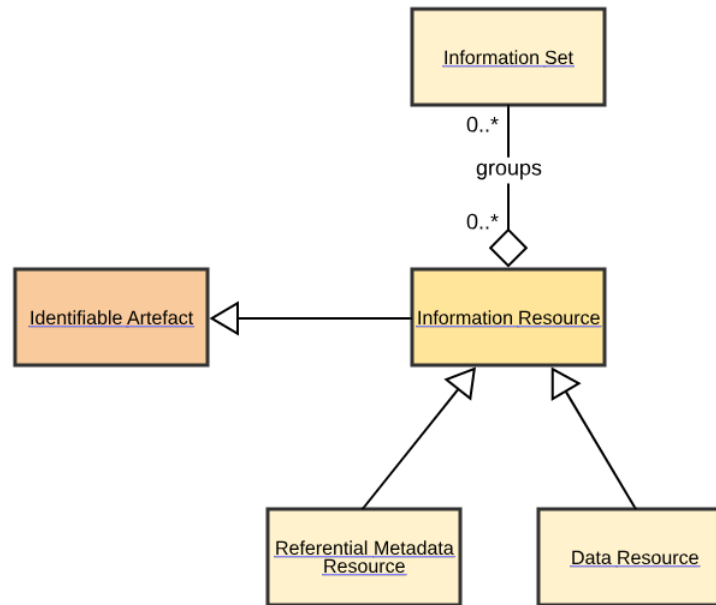 Information Set
0..*
groups
0..*
Identifiable Artefact
Information Resource
Referential Metadata
Resource
Data Resource